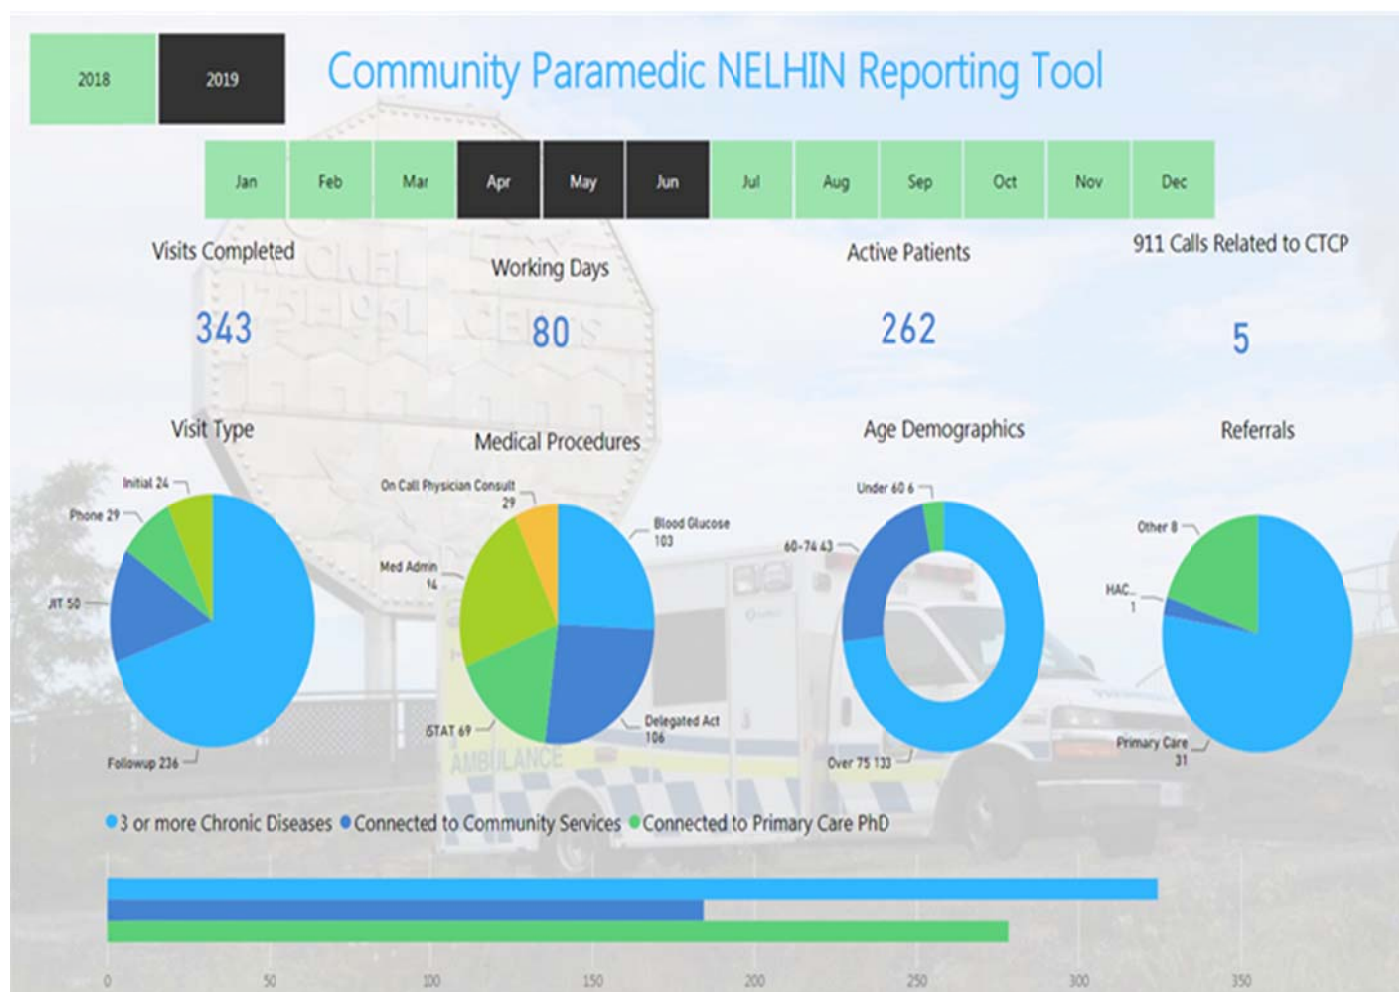 2018
2019
Community Paramedic NELHIN Reporting Tool
Jan
Feb
Mar
Apr
May
Jun
Jul
Aug
Sep
Oct
Nov
Dec
Visits Completed
343
Working Days
80
Active Patients
262
911 Calls Related to CTCP
5
Visit Type
Initial 24
Phone 29
JIT 50
Followup 236
Medical Procedures
On Call Physician Consult
29
Blood Glucose
103
Med Admin
STAT 69
Delegated Act
106
Age Demographics
Under 60 6
60-74 43
Over 75 133
Referrals
Other 8
HAC...
1
Primary Care
31
AMBULANCE
3 or more Chronic Diseases
Connected to Community Services
Connected to Primary Care PhD
0
50
100
150
200
250
300
350